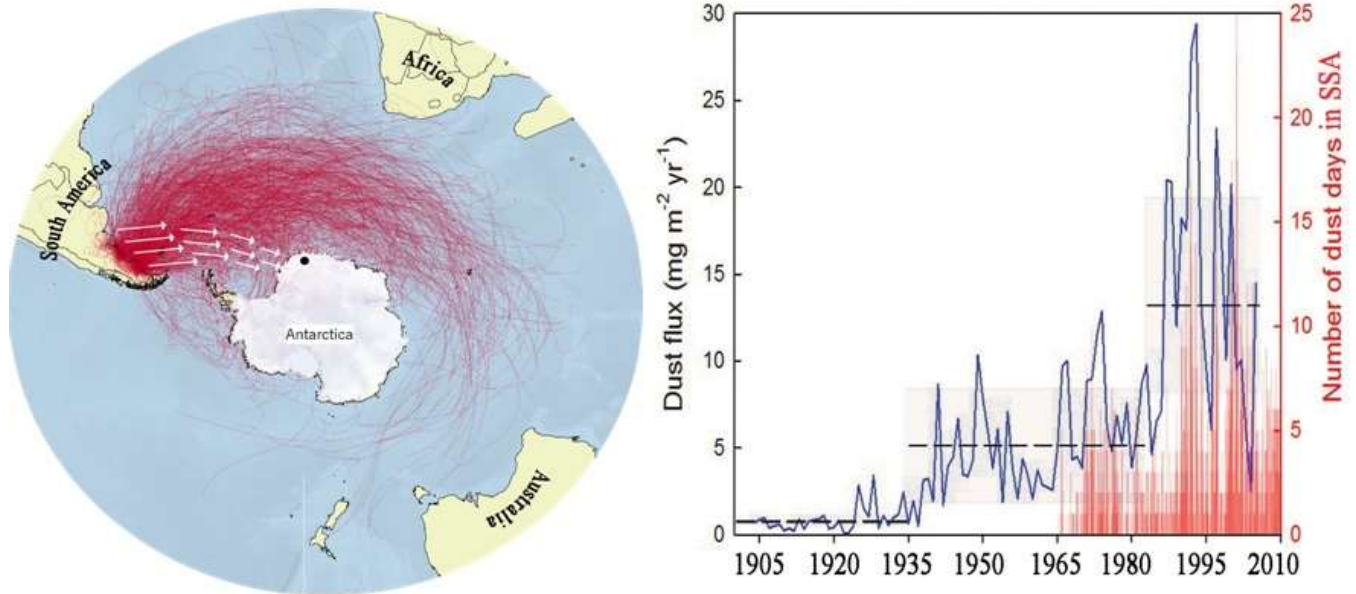 Africa
South America
Antarctica
Australia
Dust flux (mg m-2 yr-1)
30
25
20
15
10
5
0
1905 1920 1935 1950 1965 1980 1995 2010
25
20
15
10
5
0
Number of dust days in SSA